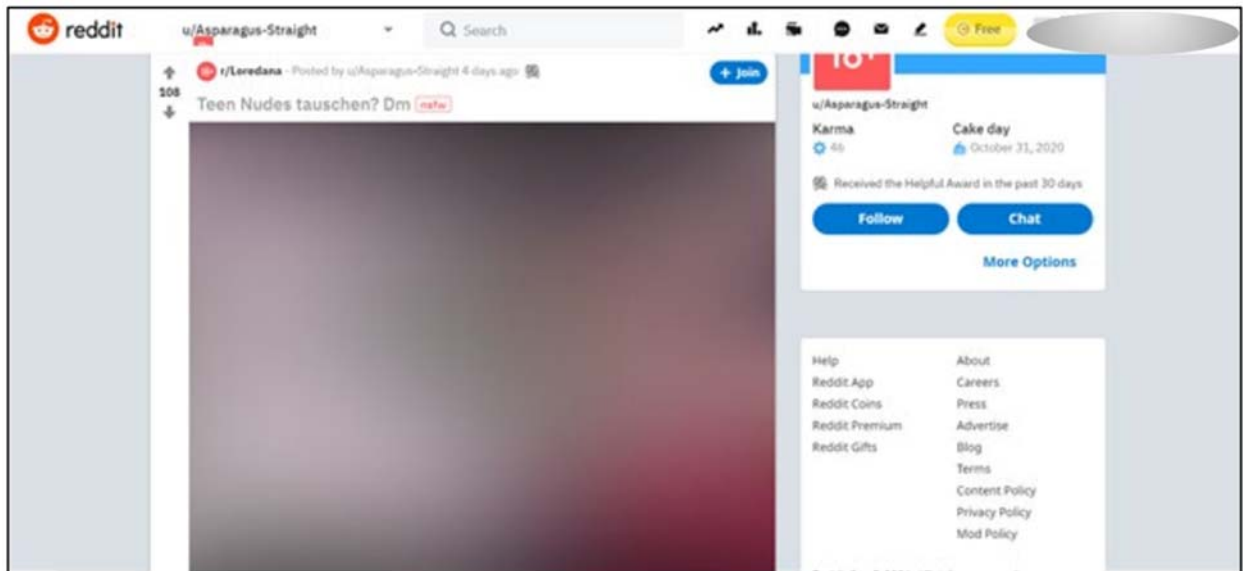 reddit
u/Asparagus-Straight
Search
Free
r/Loredana - Posted by u/Asparagus-Straight 4 days ago
Join
108
Teen Nudes tauschen? Dm nsfw
u/Asparagus-Straight
Karma Cake day
46 October 31, 2020
Received the Helpful Award in the past 30 days
Follow Chat
More Options
Help About
Reddit App Careers
Reddit Coins Press
Reddit Premium Advertise
Reddit Gifts Blog
Terms
Content Policy
Privacy Policy
Mod Policy